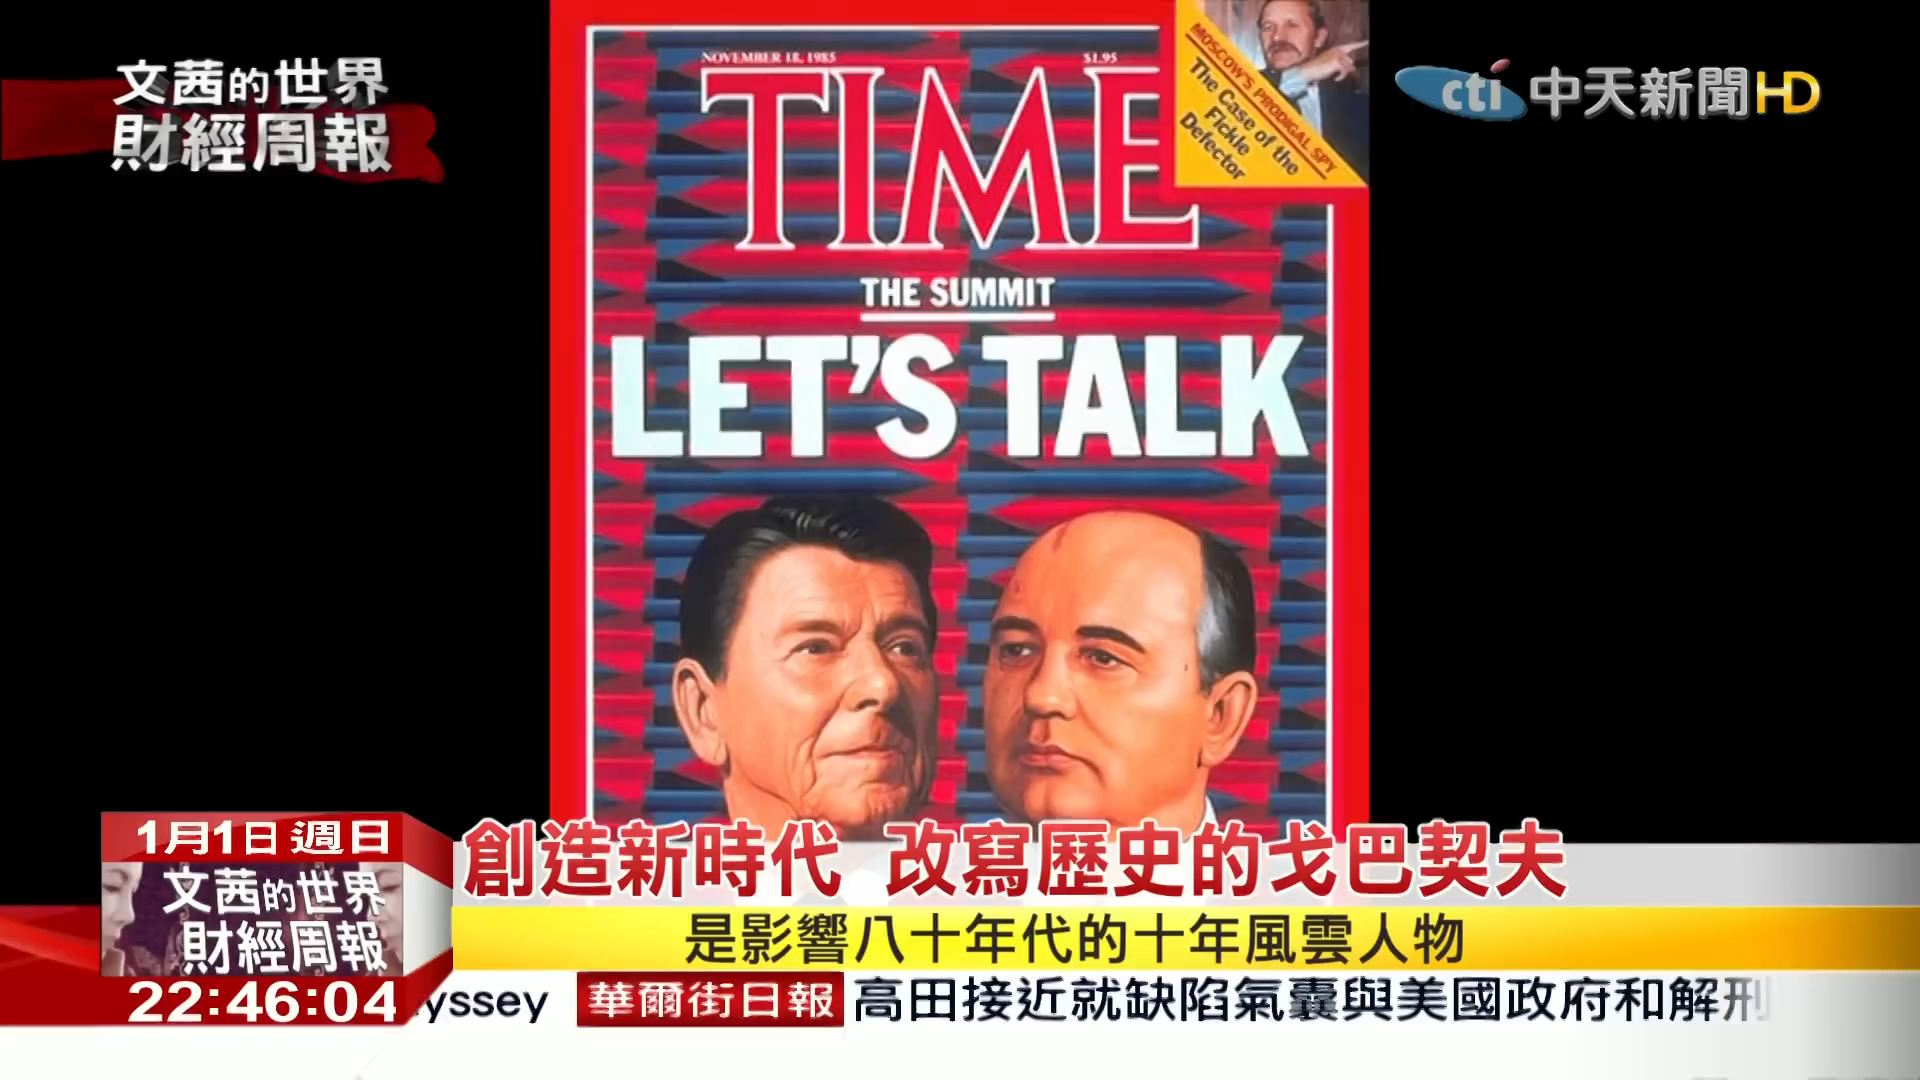 文茜的世界
財經周報
cti 中天新聞HD
NOVEMBER 18, 1985
$1.95
TIME
MOSCOW'S PRODIGAL SPY
The Case of the
Fickle
Defector
THE SUMMIT
LET'S TALK
1月1日 週日
文茜的世界
財經周報
22:46:04
創造新時代 改寫歷史的戈巴契夫
是影響八十年代的十年風雲人物
yssey 華爾街日報 高田接近就缺陷氣囊與美國政府和解刑